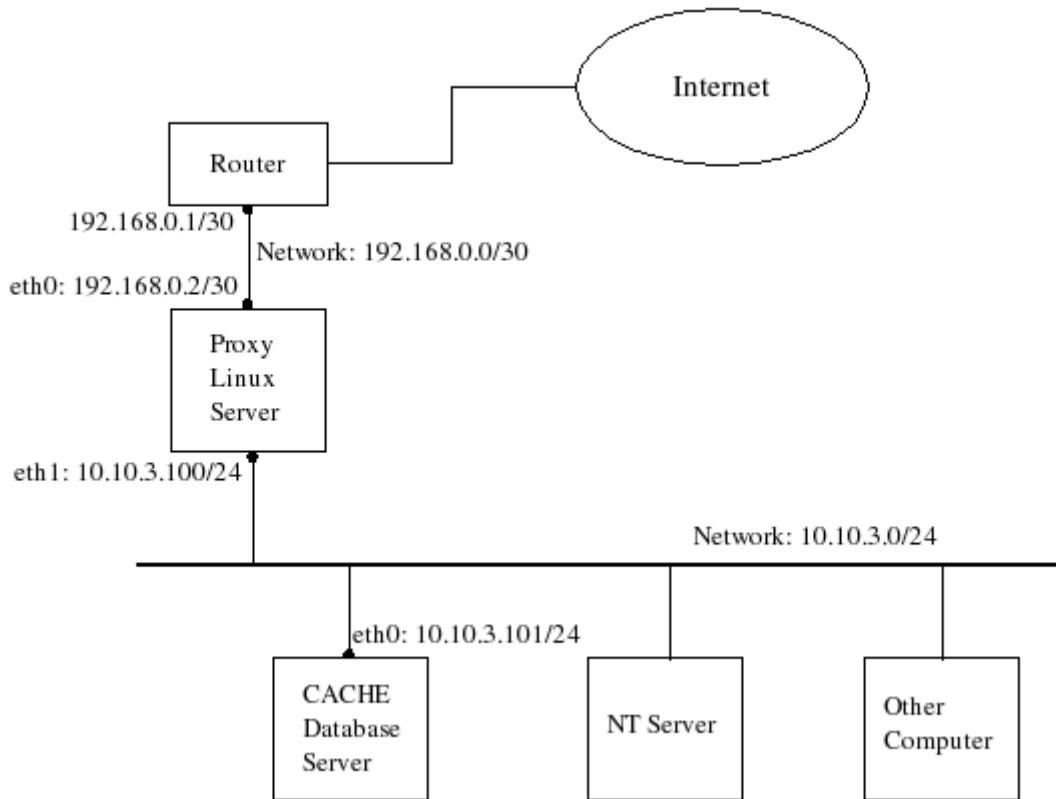 Internet
Router
192.168.0.1/30
Network: 192.168.0.0/30
eth0: 192.168.0.2/30
Proxy
Linux
Server
eth1: 10.10.3.100/24
Network: 10.10.3.0/24
eth0: 10.10.3.101/24
CACHE
Database
Server
NT Server
Other
Computer